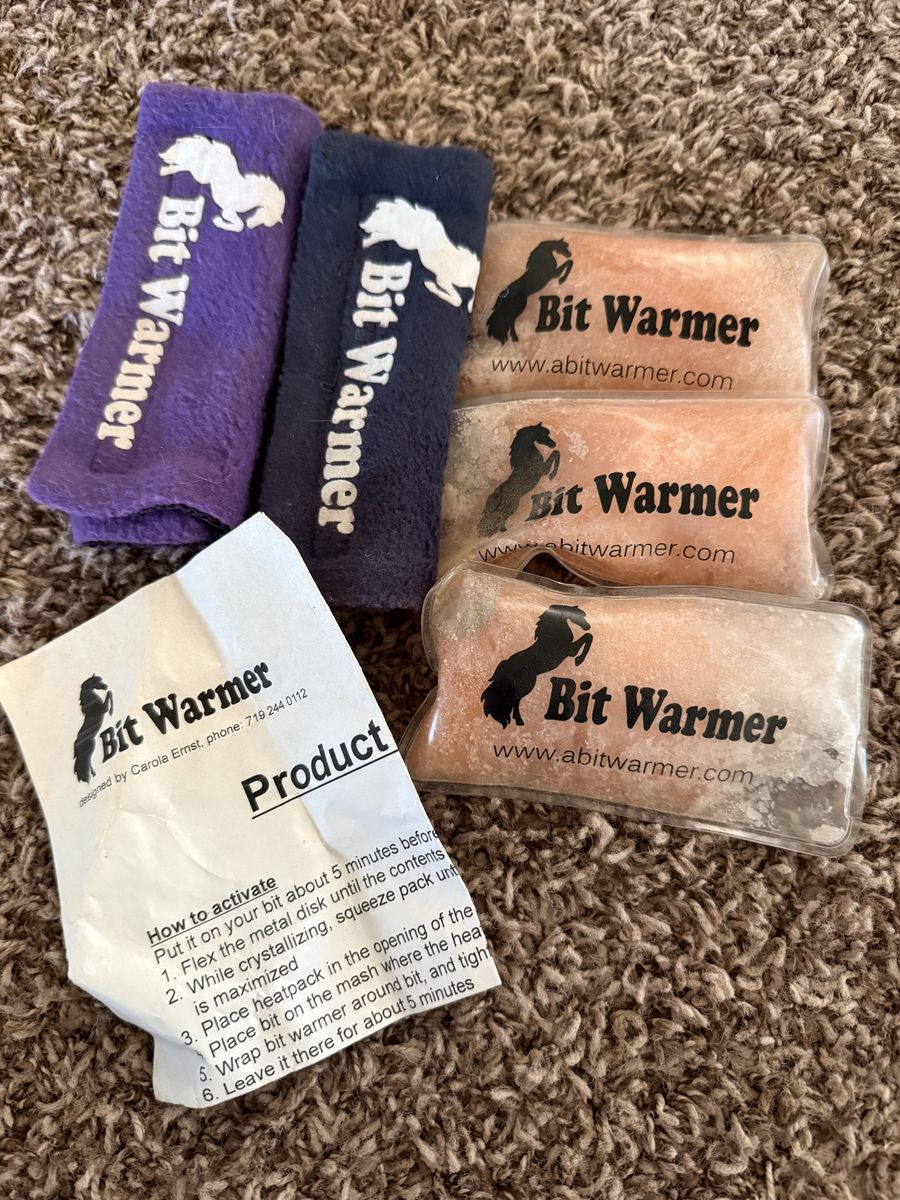 Bit Warmer
Bit Warmer
Bit Warmer
www.abitwarmer.com
Bit Warmer
www.abitwarmer.com
Bit Warmer
www.abitwarmer.com
Bit Warmer
designed by Carola Ernst, phone: 719 244 0112
Product
How to activate
Put it on your bit about 5 minutes before
1. Flex the metal disk until the contents
2. While crystallizing, squeeze pack unt
is maximized
3. Place heatpack in the opening of the
Place bit on the mash where the hea
5. Wrap bit warmer around bit, and tigh
6. Leave it there for about 5 minutes